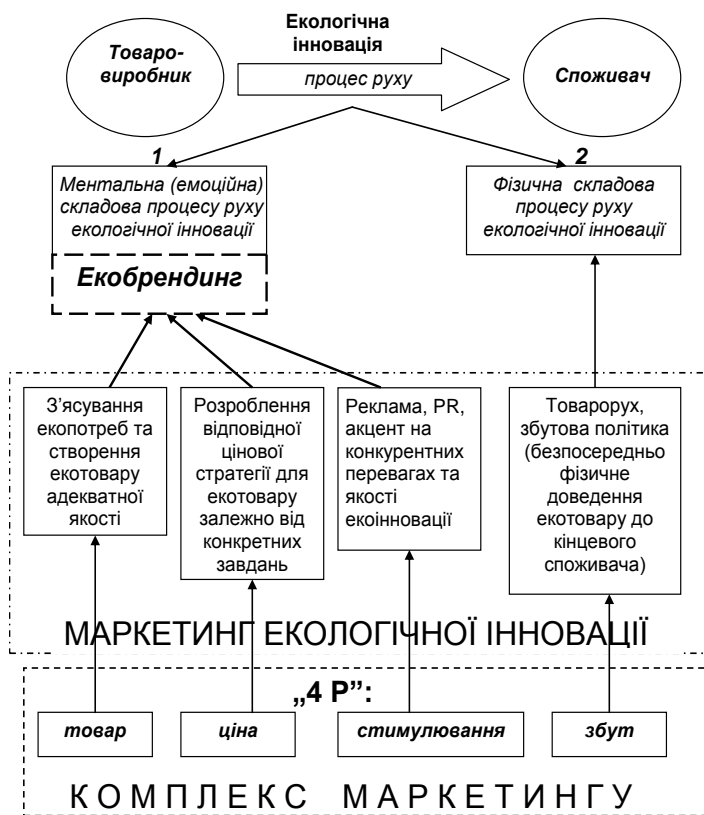 Екологічна
інновація
Товаро-
виробник
процес руху
Споживач
1
Ментальна (емоційна)
складова процесу руху
екологічної інновації
Екобрендинг
2
Фізична складова
процесу руху
екологічної інновації
З’ясування
екопотреб та
створення
екотовару
адекватної
якості
Розроблення
відповідної
цінової
стратегії для
екотовару
залежно від
конкретних
завдань
Реклама, PR,
акцент на
конкурентних
перевагах та
якості
екоінновації
Товарорух,
збутова політика
(безпосередньо
фізичне
доведення
екотовару до
кінцевого
споживача)
МАРКЕТИНГ ЕКОЛОГІЧНОЇ ІННОВАЦІЇ
„4 Р”:
товар
ціна
стимулювання
збут
КОМПЛЕКС МАРКЕТИНГУ